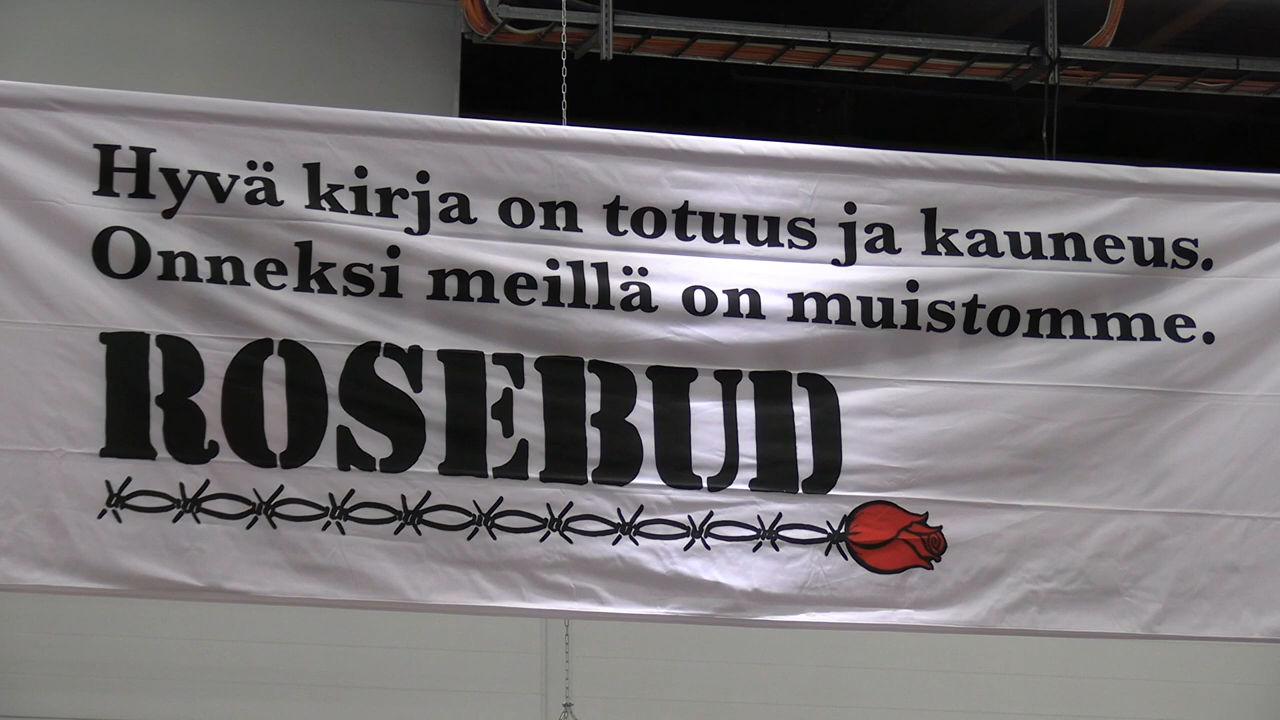 Hyvä kirja on totuus ja kauneus.
Onneksi meillä on muistomme.
ROSEBUD